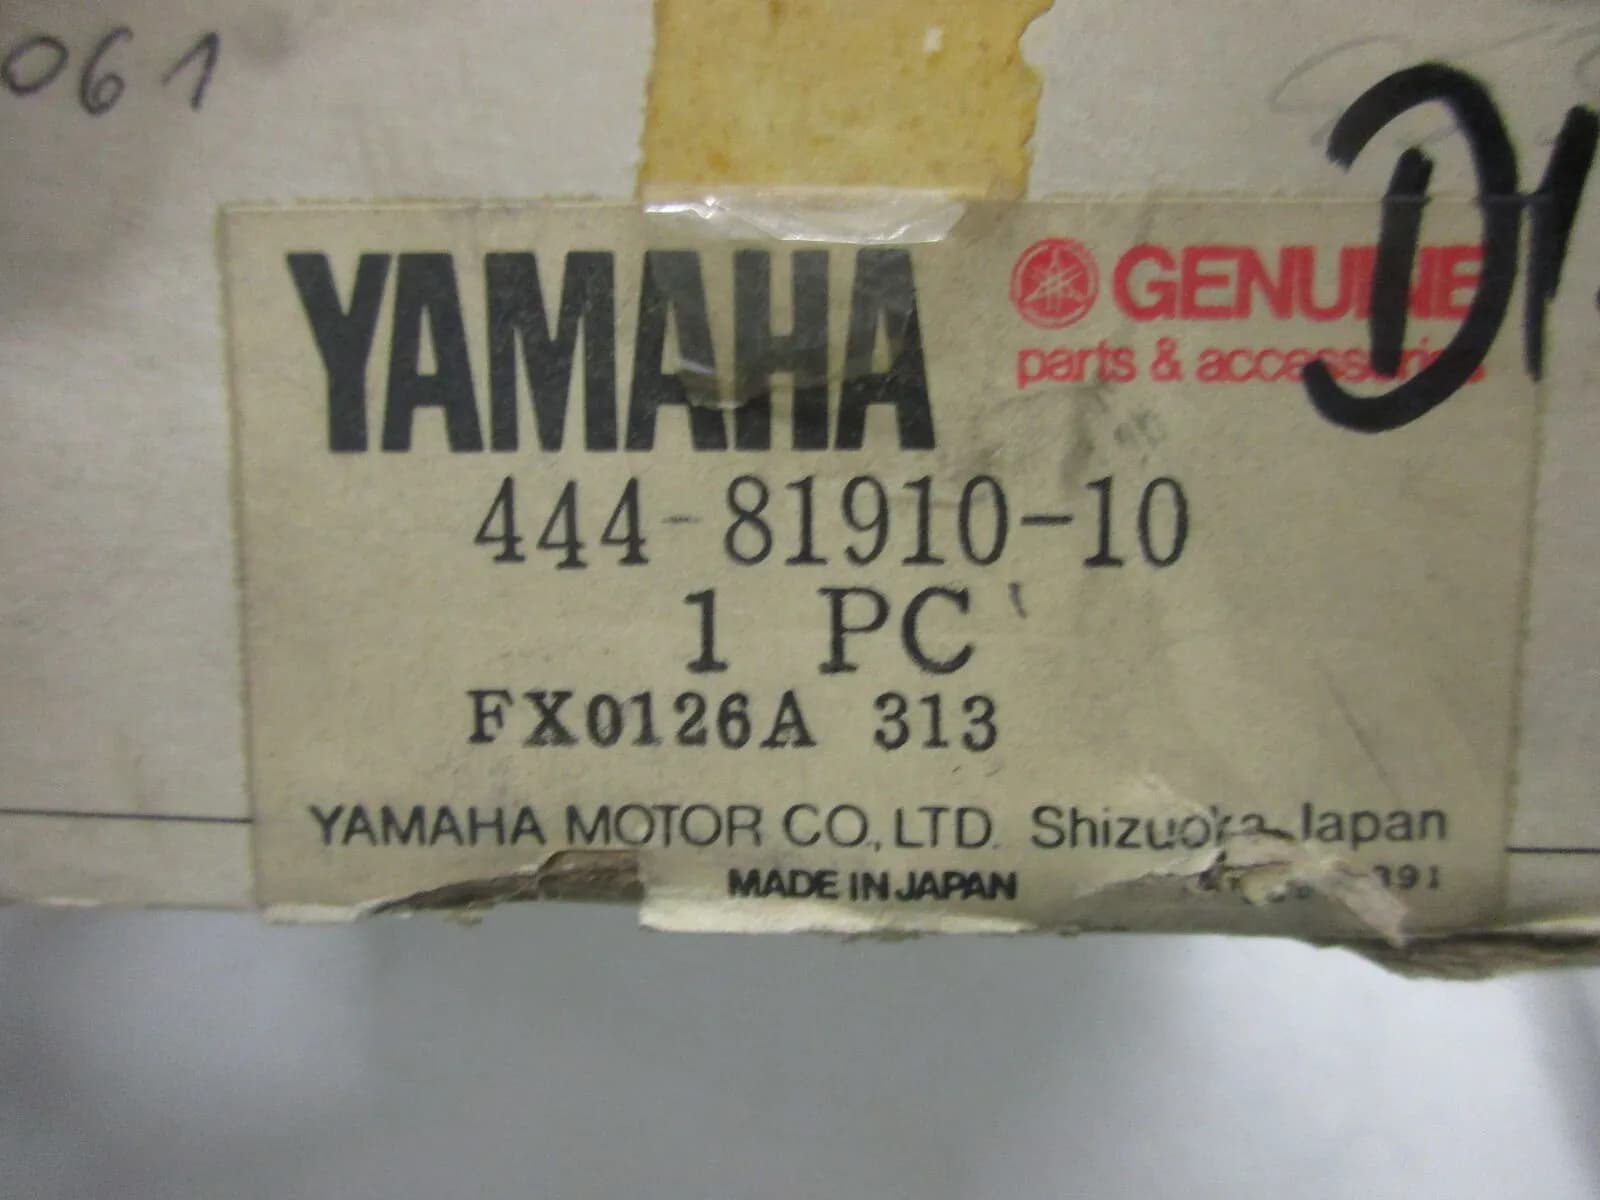 061
YAMAHA
GENUINE
parts & accessories
444-81910-10
1 PC
FX0126A 313
YAMAHA MOTOR CO., LTD. Shizuoka Japan
MADE IN JAPAN
391